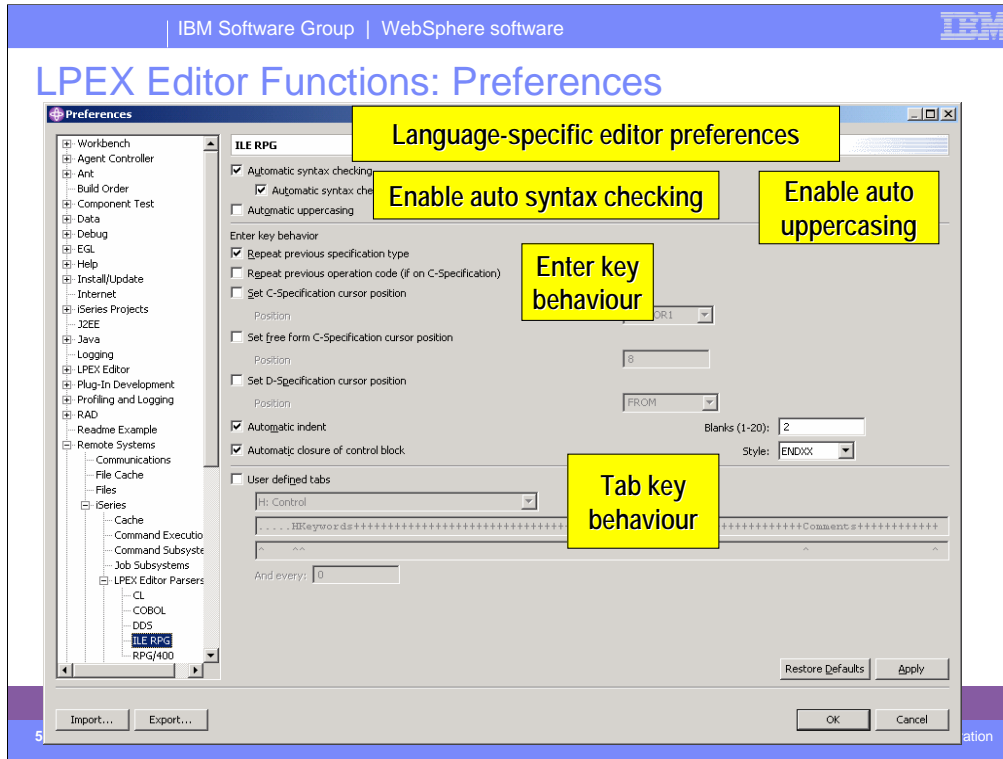 IBM Software Group | WebSphere software
IBM
LPEX Editor Functions: Preferences
Preferences
Language-specific editor preferences
Workbench
Agent Controller
Ant
Build Order
Component Test
Data
Debug
EGL
Help
Install/Update
Internet
iSeries Projects
J2EE
Java
Logging
LPEX Editor
Plug-In Development
Profiling and Logging
RAD
Readme Example
Remote Systems
Communications
File Cache
Files
iSeries
Cache
Command Executio
Command Subsyste
Job Subsystems
LPEX Editor Parsers
CL
COBOL
DDS
ILE RPG
RPG/400
ILE RPG
Automatic syntax checking
Automatic syntax che
Enable auto syntax checking
Enable auto
uppercasing
Automatic uppercasing
Enter key behavior
Repeat previous specification type
Repeat previous operation code (if on C-Specification)
Enter key
behaviour
Set C-Specification cursor position
Position
OR1
Set free form C-Specification cursor position
Position
8
Set D-Specification cursor position
Position
FROM
Automatic indent
Blanks (1-20): 2
Automatic closure of control block
Style: ENDXX
User defined tabs
Tab key
behaviour
H: Control
And every: 0
Restore Defaults
Apply
Import...
Export...
OK
Cancel
5
ration